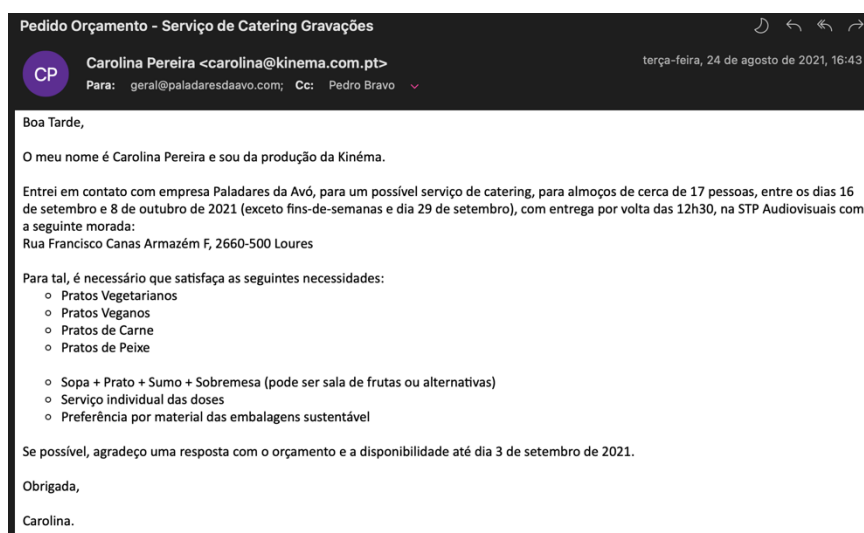 Pedido Orçamento - Serviço de Catering Gravações
CP
Carolina Pereira <carolina@kinema.com.pt>
terça-feira, 24 de agosto de 2021, 16:43
Para: geral@paladaresdaavo.com; Cc: Pedro Bravo
Boa Tarde,
O meu nome é Carolina Pereira e sou da produção da Kinéma.
Entrei em contato com empresa Paladares da Avó, para um possível serviço de catering, para almoços de cerca de 17 pessoas, entre os dias 16
de setembro e 8 de outubro de 2021 (exceto fins-de-semanas e dia 29 de setembro), com entrega por volta das 12h30, na STP Audiovisuais com
a seguinte morada:
Rua Francisco Canas Armazém F, 2660-500 Loures
Para tal, é necessário que satisfaça as seguintes necessidades:
○ Pratos Vegetarianos
○ Pratos Veganos
○ Pratos de Carne
○ Pratos de Peixe
○ Sopa + Prato + Sumo + Sobremesa (pode ser sala de frutas ou alternativas)
○ Serviço individual das doses
○ Preferência por material das embalagens sustentável
Se possível, agradeço uma resposta com o orçamento e a disponibilidade até dia 3 de setembro de 2021.
Obrigada,
Carolina.